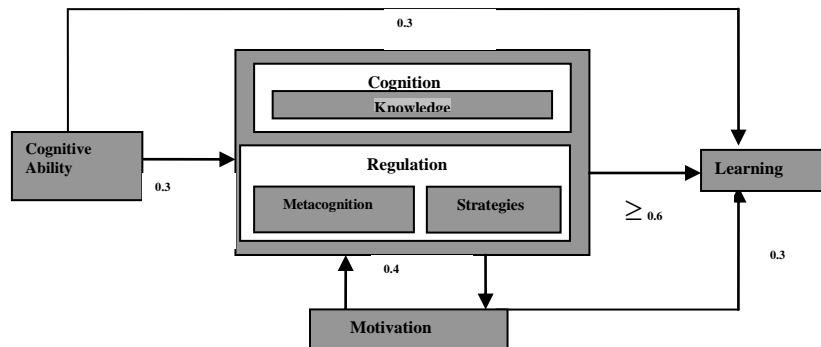 0.3
Cognition
Knowledge
Cognitive
Ability
0.3
Regulation
Metacognition
Strategies
Learning
≥ 0.6
0.4
0.3
Motivation